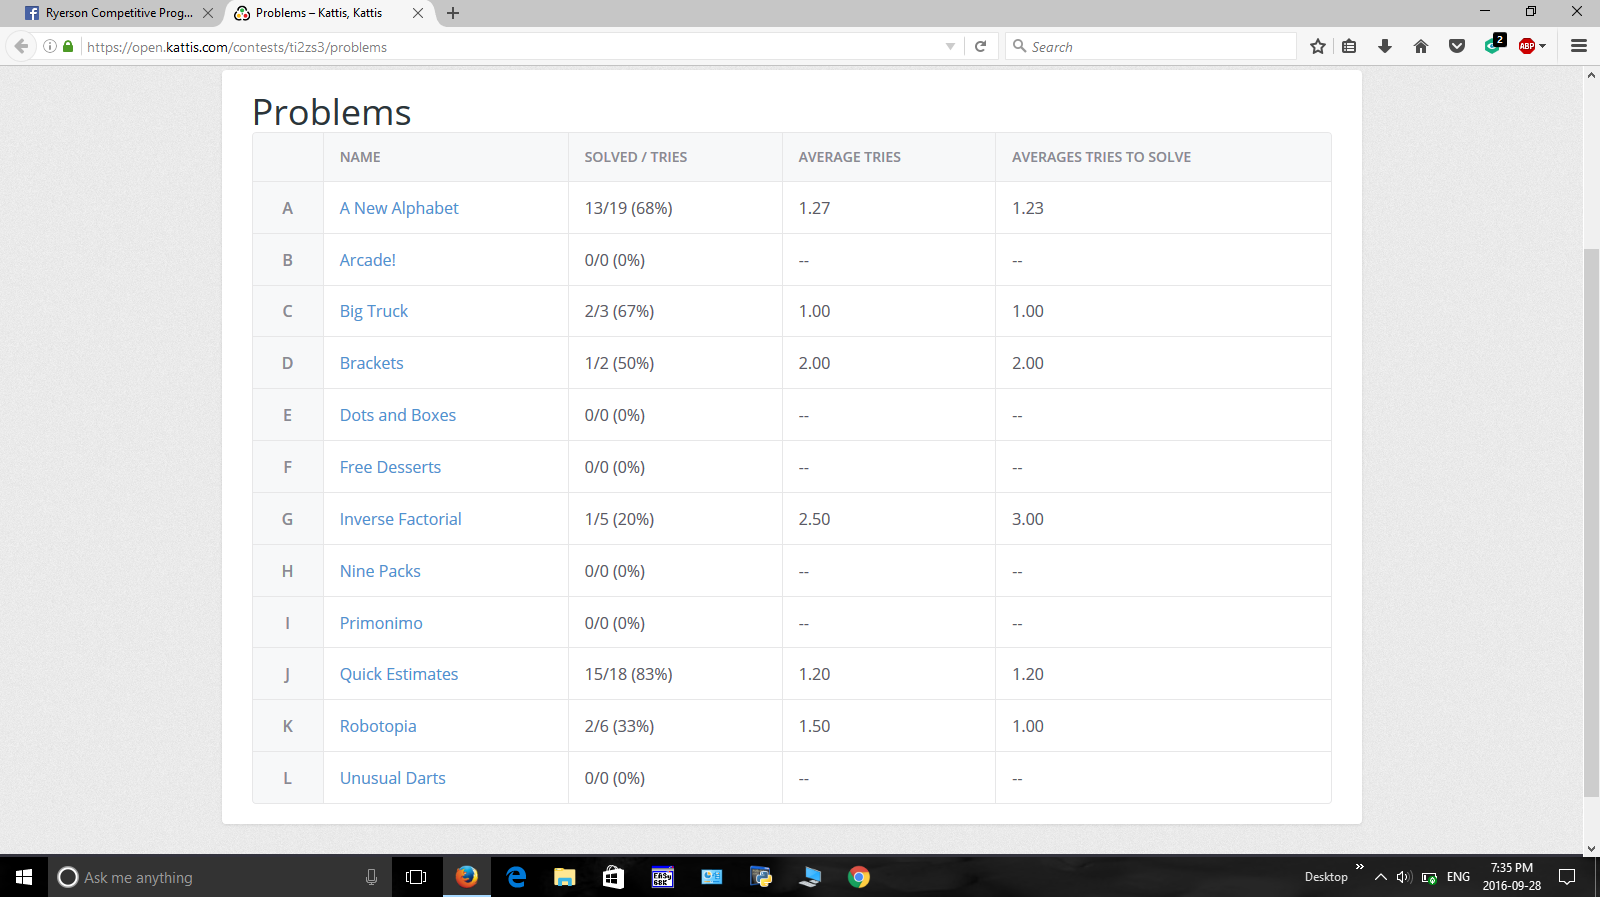 Ryerson Competitive Prog...
Problems – Kattis, Kattis
https://open.kattis.com/contests/ti2zs3/problems
Search
2
ABP
Problems
NAME SOLVED / TRIES AVERAGE TRIES AVERAGES TRIES TO SOLVE
A A New Alphabet 13/19 (68%) 1.27 1.23
B Arcade! 0/0 (0%) -- --
C Big Truck 2/3 (67%) 1.00 1.00
D Brackets 1/2 (50%) 2.00 2.00
E Dots and Boxes 0/0 (0%) -- --
F Free Desserts 0/0 (0%) -- --
G Inverse Factorial 1/5 (20%) 2.50 3.00
H Nine Packs 0/0 (0%) -- --
I Primonimo 0/0 (0%) -- --
J Quick Estimates 15/18 (83%) 1.20 1.20
K Robotopia 2/6 (33%) 1.50 1.00
L Unusual Darts 0/0 (0%) -- --
Ask me anything
EASy
68K
Desktop
ENG
7:35 PM
2016-09-28